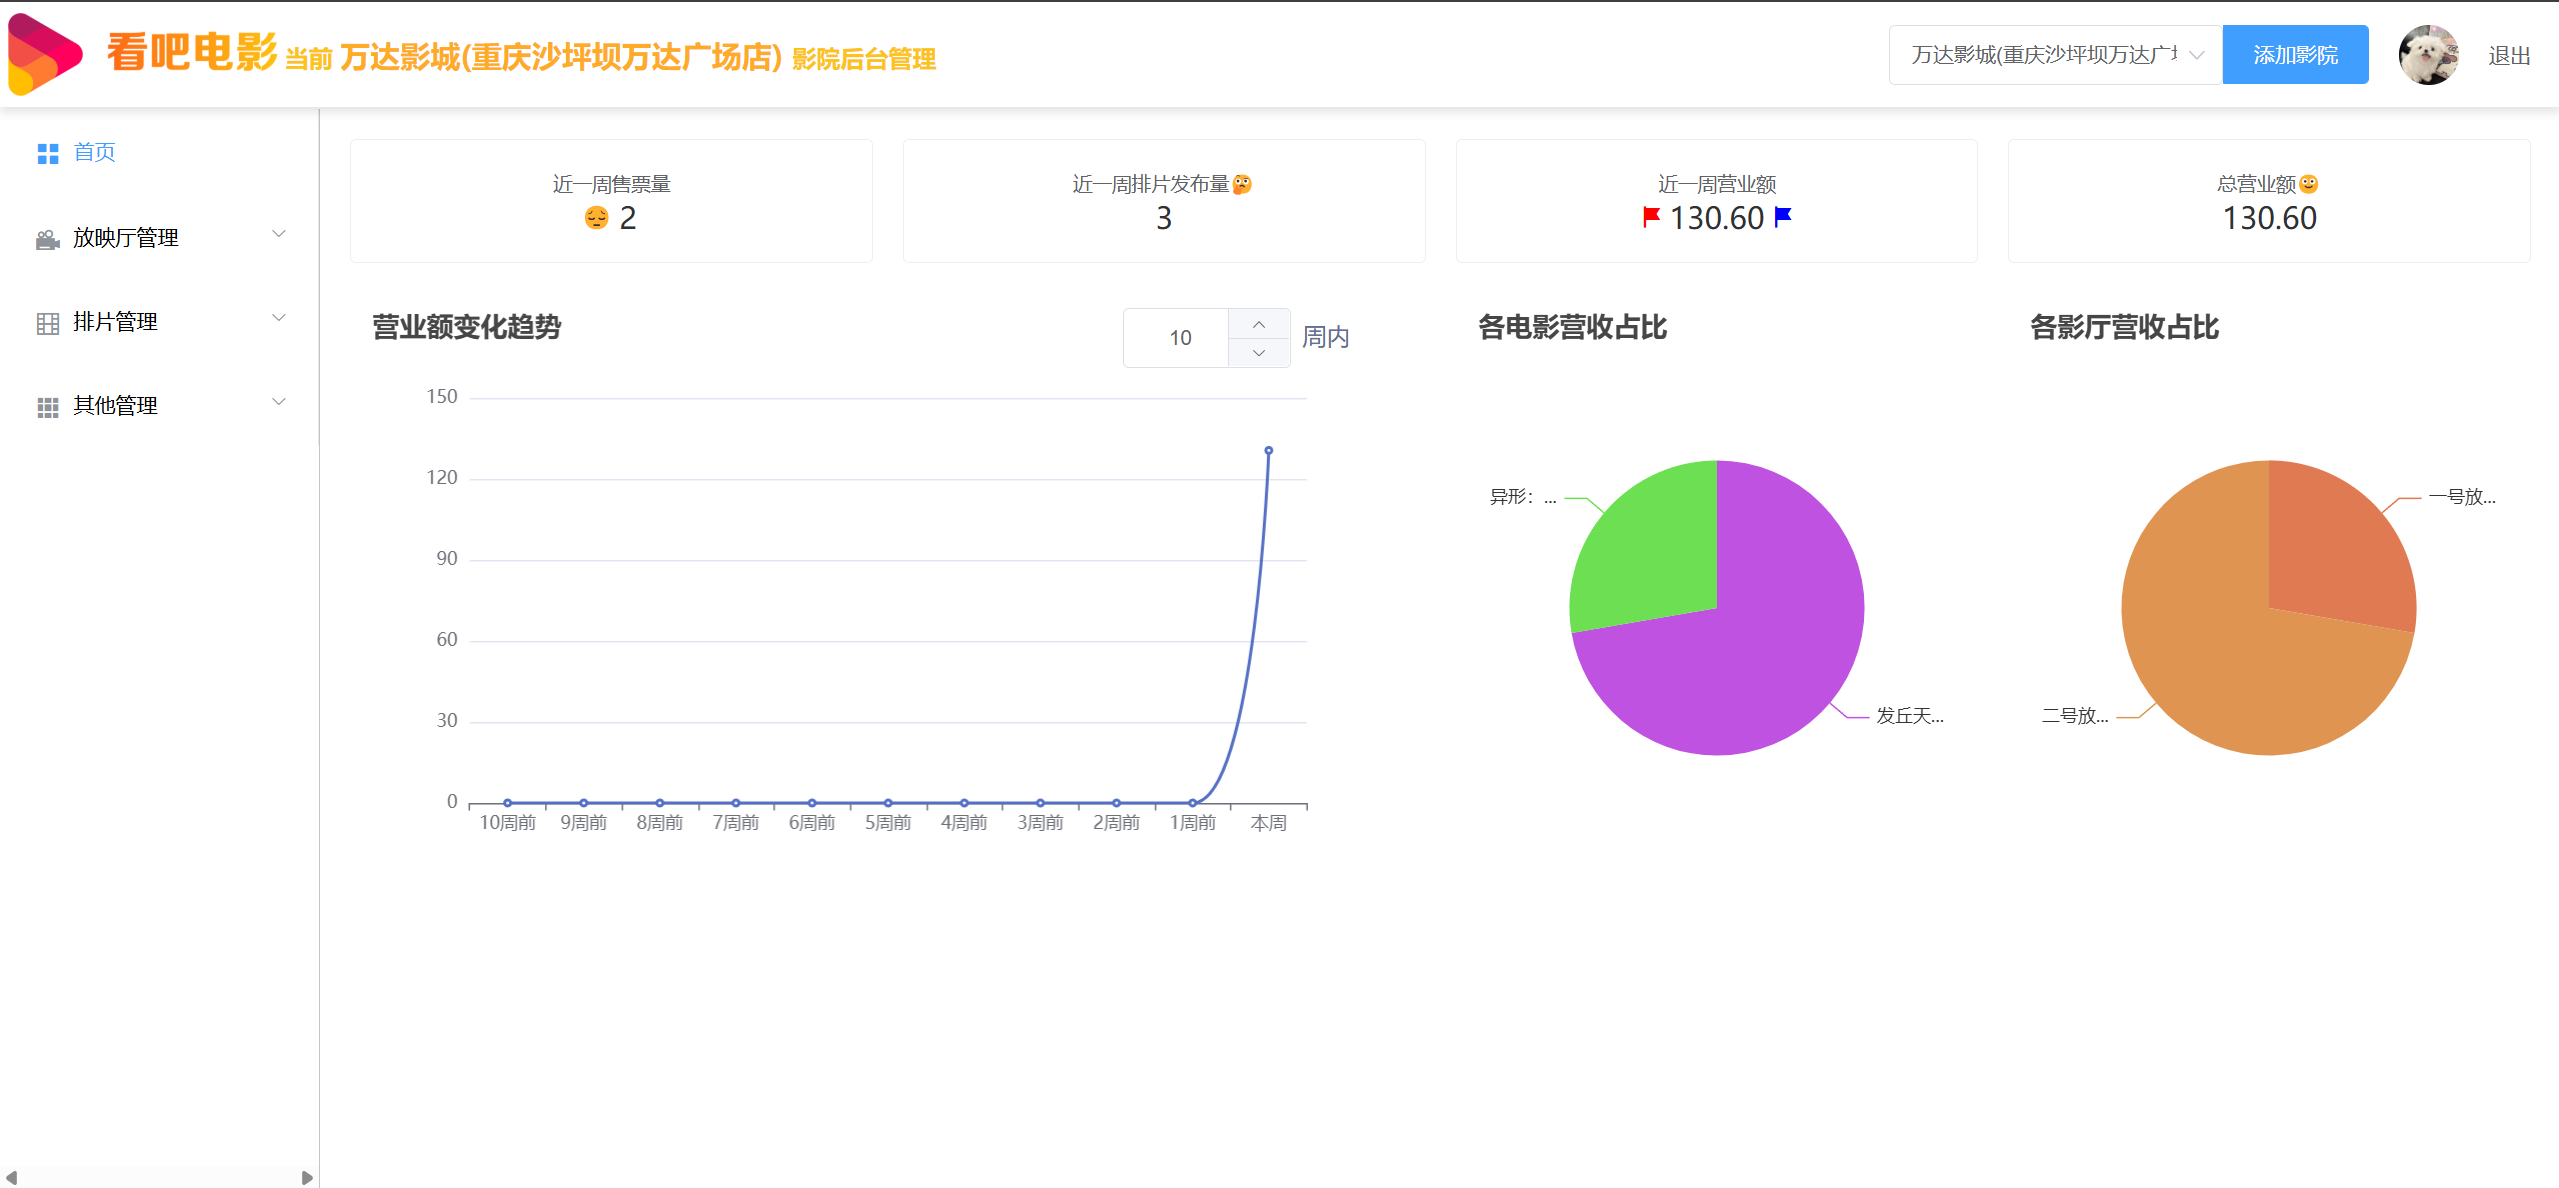 看吧电影 当前 万达影城(重庆沙坪坝万达广场店) 影院后台管理
万达影城(重庆沙坪坝万达广
添加影院
退出
首页
放映厅管理
排片管理
其他管理
近一周售票量
😔 2
近一周排片发布量🤔
3
近一周营业额
130.60
总营业额🙂
130.60
营业额变化趋势
10
周内
150
120
90
60
30
0
10周前 9周前 8周前 7周前 6周前 5周前 4周前 3周前 2周前 1周前 本周
各电影营收占比
异形：...
发丘天...
各影厅营收占比
一号放...
二号放...